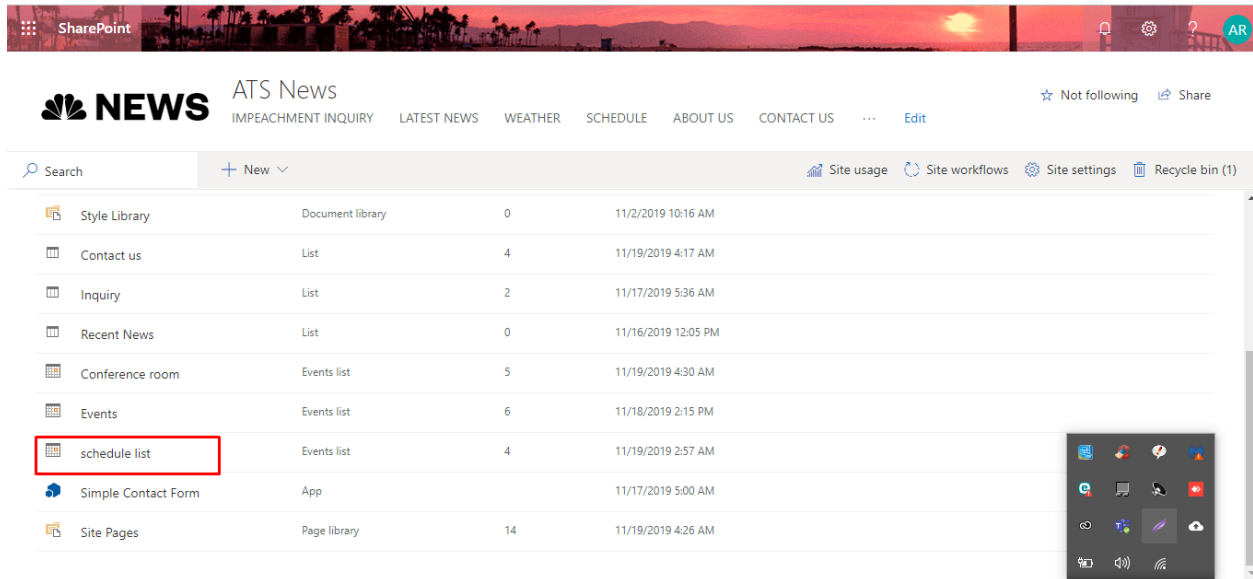 SharePoint
? AR
NEWS
ATS News
Not following Share
IMPEACHMENT INQUIRY LATEST NEWS WEATHER SCHEDULE ABOUT US CONTACT US ... Edit
Search + New Site usage Site workflows Site settings Recycle bin (1)
Style Library Document library 0 11/2/2019 10:16 AM
Contact us List 4 11/19/2019 4:17 AM
Inquiry List 2 11/17/2019 5:36 AM
Recent News List 0 11/16/2019 12:05 PM
Conference room Events list 5 11/19/2019 4:30 AM
Events Events list 6 11/18/2019 2:15 PM
schedule list Events list 4 11/19/2019 2:57 AM
Simple Contact Form App 11/17/2019 5:00 AM
Site Pages Page library 14 11/19/2019 4:26 AM